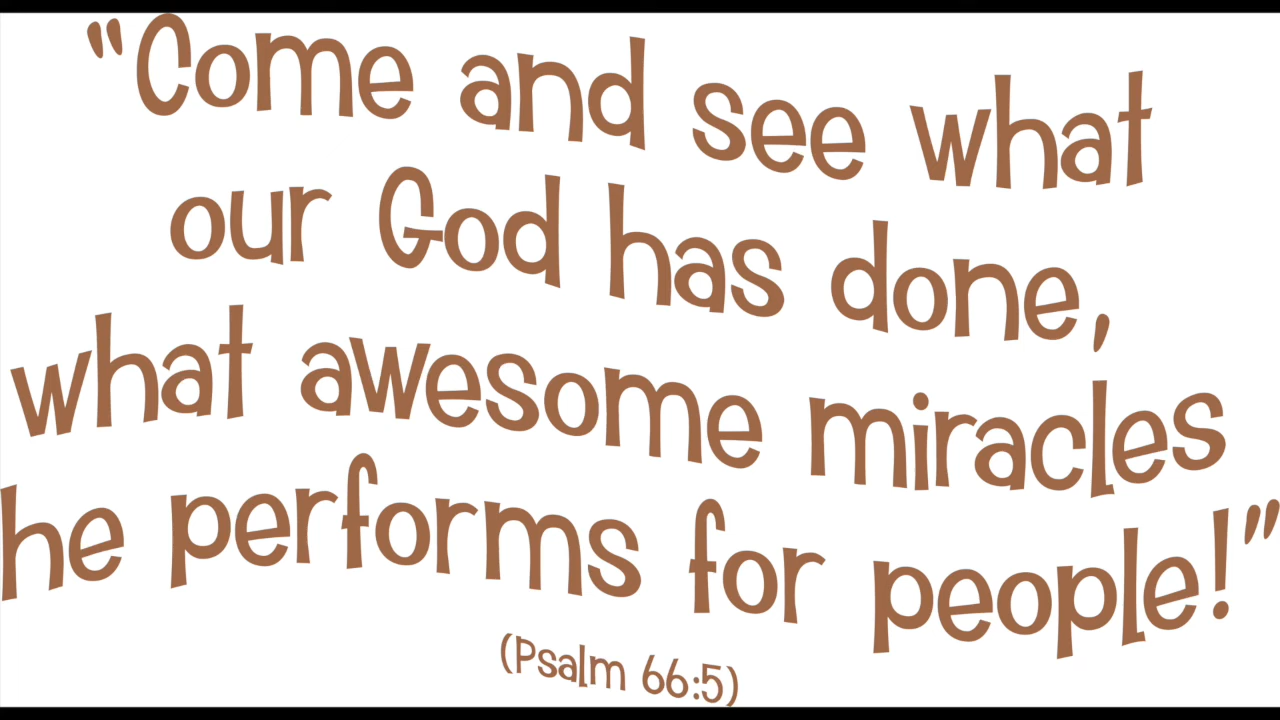 “Come and see what
our God has done,
what awesome miracles
he performs for people!”
(Psalm 66:5)